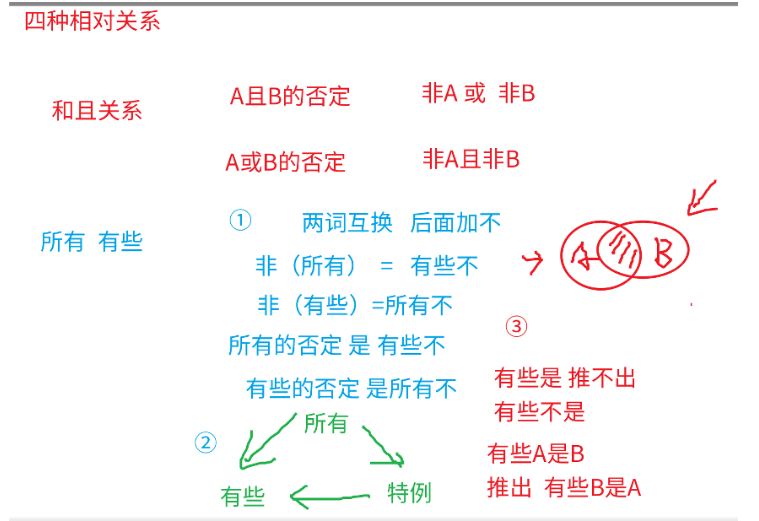 四种相对关系
和且关系
A且B的否定 非A 或 非B
A或B的否定 非A且非B
所有 有些
① 两词互换 后面加不
非（所有） = 有些不
非（有些）=所有不
所有的否定 是 有些不
有些的否定 是所有不
A B
②
所有
有些
特例
③
有些是 推不出
有些不是
有些A是B
推出 有些B是A